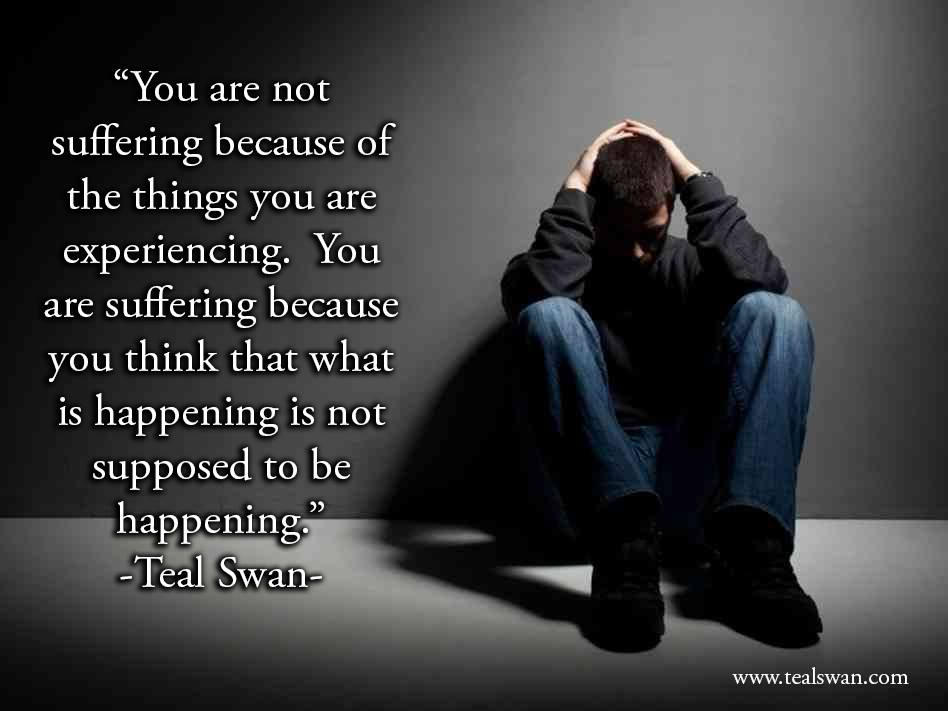 “You are not
suffering because of
the things you are
experiencing.  You
are suffering because
you think that what
is happening is not
supposed to be
happening.”
-Teal Swan-
www.tealswan.com